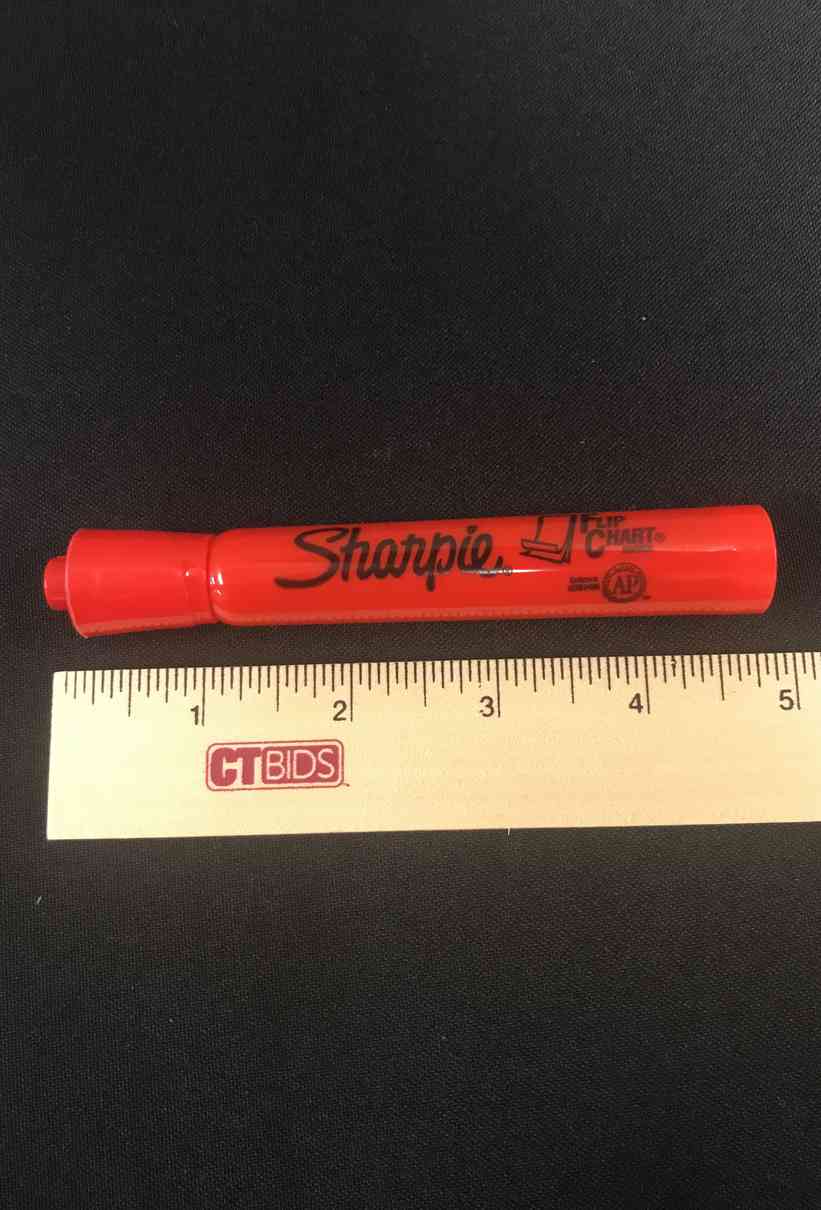 Sharpie
FLIP
CHART®
AP
1 2 3 4 5
CTBIDS